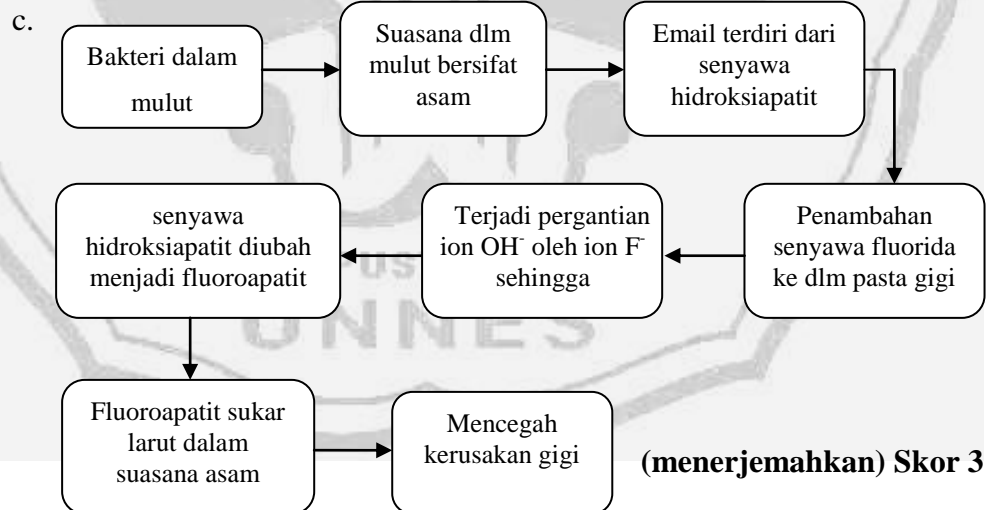 c.
Bakteri dalam
mulut
Suasana dlm
mulut bersifat
asam
Email terdiri dari
senyawa
hidroksiapatit
Penambahan
senyawa fluorida
ke dlm pasta gigi
Terjadi pergantian
ion OH⁻ oleh ion F⁻
sehingga
senyawa
hidroksiapatit diubah
menjadi fluoroapatit
Fluoroapatit sukar
larut dalam
suasana asam
Mencegah
kerusakan gigi
(menerjemahkan) Skor 3
UNNES